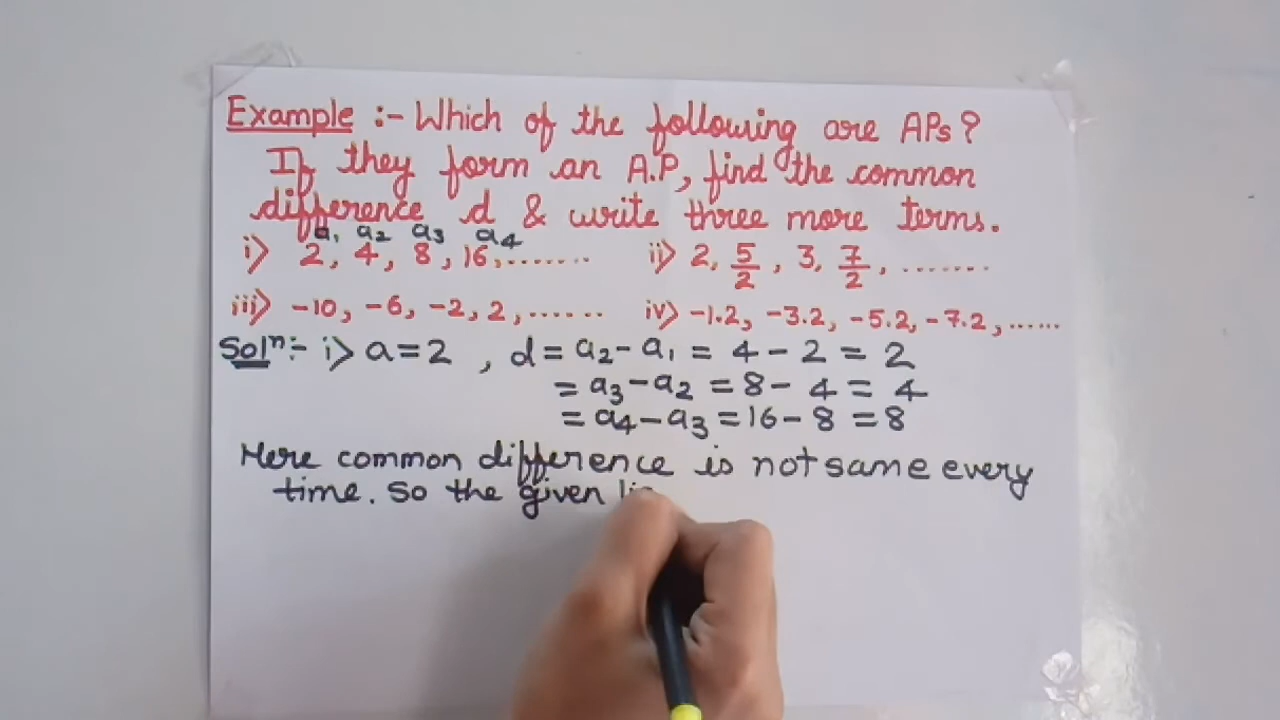 Example :- Which of the following are APs?
If they form an A.P, find the common
difference d & write three more terms.
a₁ a₂ a₃ a₄
i) 2, 4, 8, 16, ....... ii) 2, 5/2, 3, 7/2, .......
iii) -10, -6, -2, 2, ...... iv) -1.2, -3.2, -5.2, -7.2, ......
Solⁿ:- i) a = 2 , d = a₂ - a₁ = 4 - 2 = 2
= a₃ - a₂ = 8 - 4 = 4
= a₄ - a₃ = 16 - 8 = 8
Here common difference is not same every
time. So the given